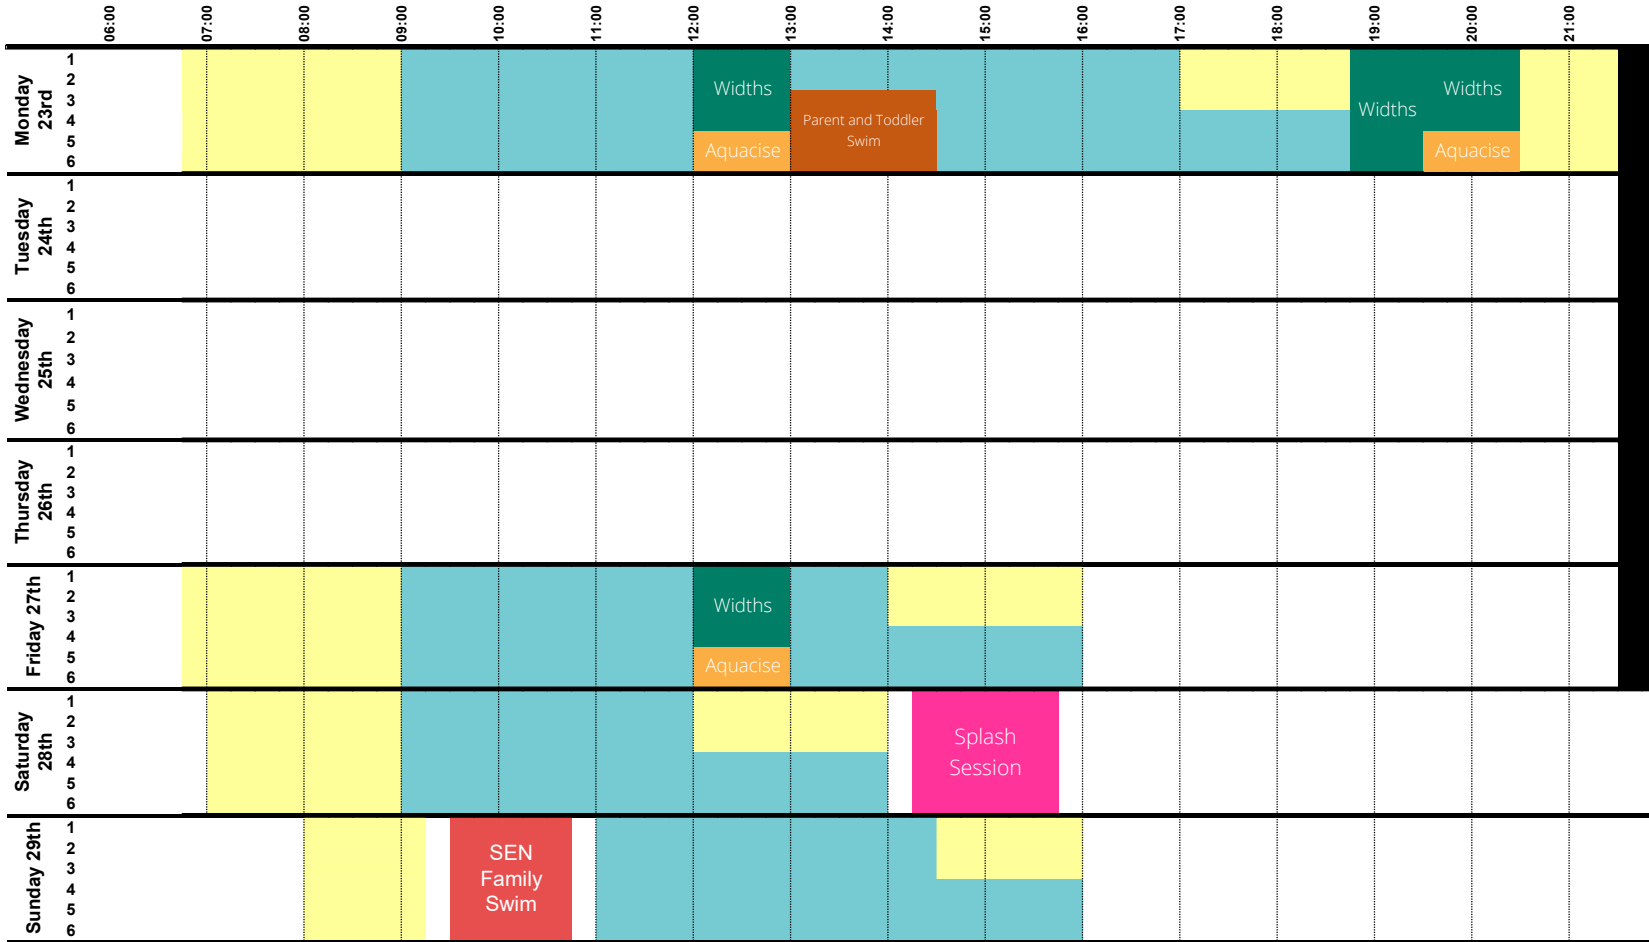 06:00 07:00 08:00 09:00 10:00 11:00 12:00 13:00 14:00 15:00 16:00 17:00 18:00 19:00 20:00 21:00
Monday
23rd
1
2
3
4
5
6
Widths
Aquacise
Parent and Toddler
Swim
Widths
Widths
Aquacise
Tuesday
24th
1
2
3
4
5
6
Wednesday
25th
1
2
3
4
5
6
Thursday
26th
1
2
3
4
5
6
Friday 27th
1
2
3
4
5
6
Widths
Aquacise
Saturday
28th
1
2
3
4
5
6
Splash
Session
Sunday 29th
1
2
3
4
5
6
SEN
Family
Swim